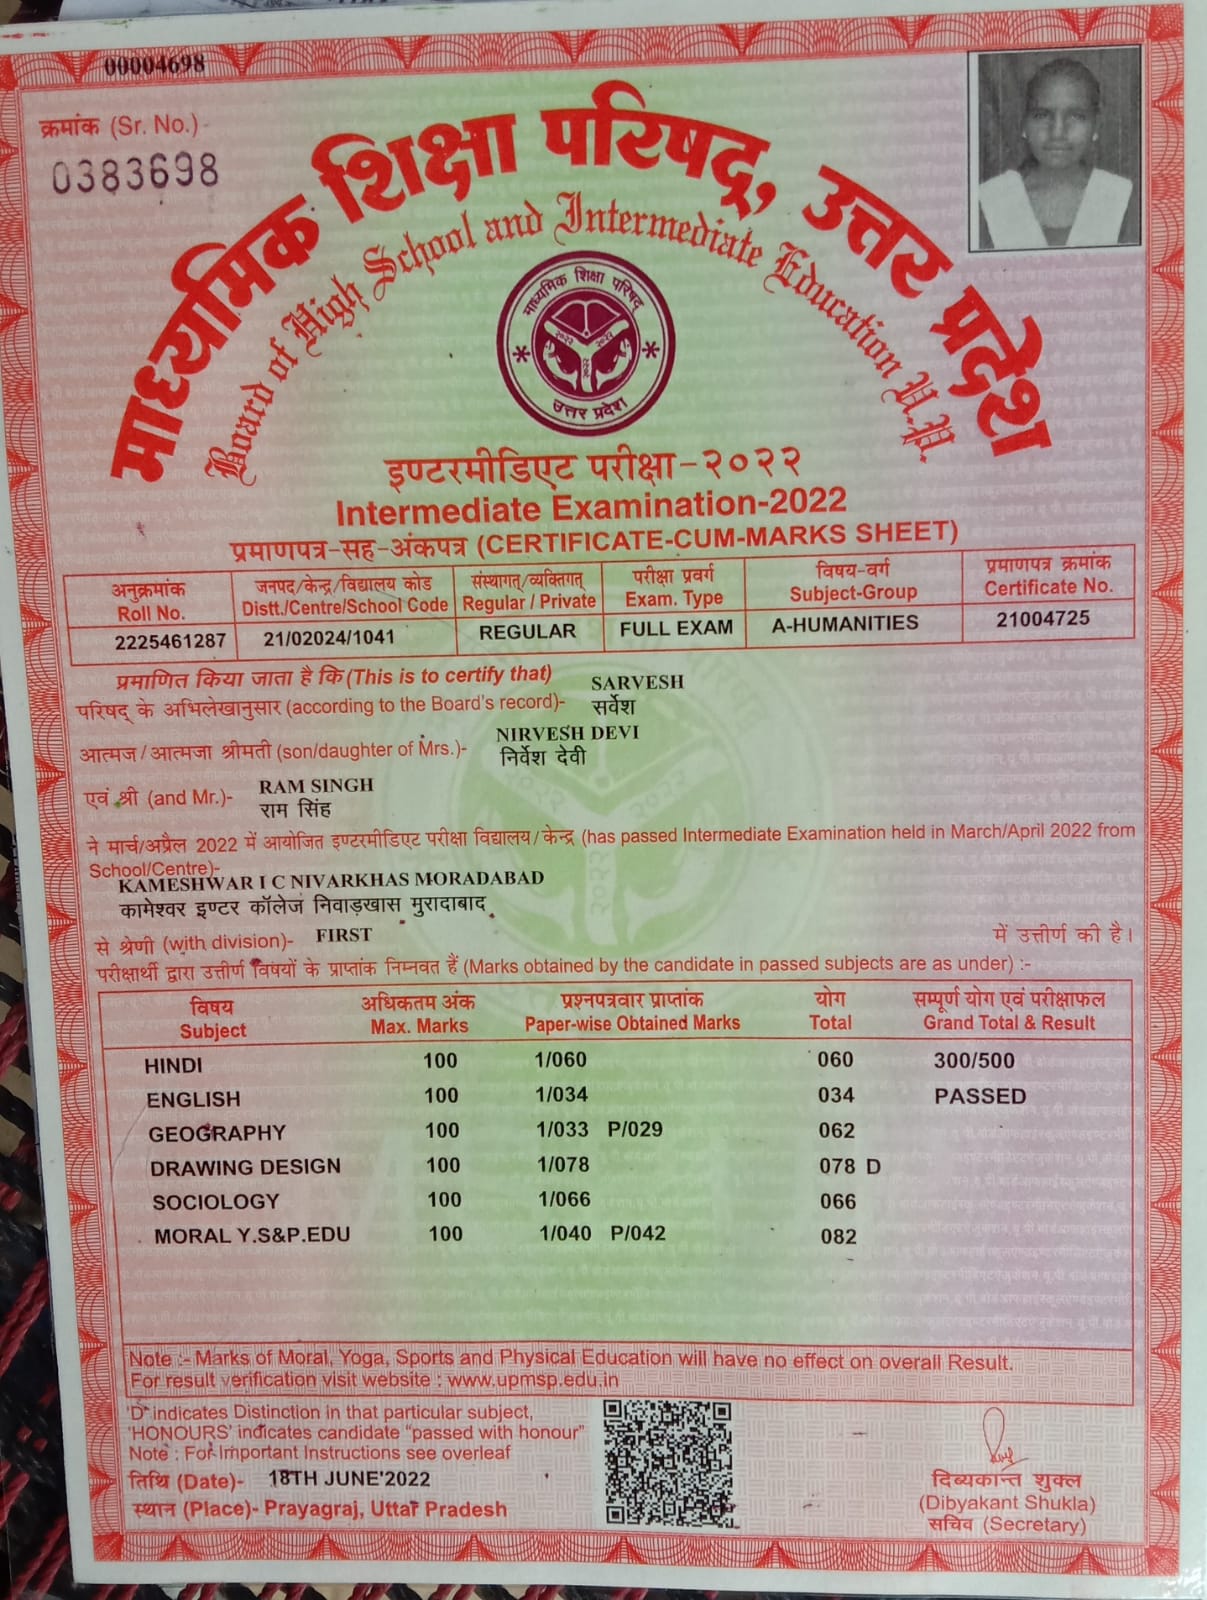 00004698
क्रमांक (Sr. No.)-
0383698
माध्यमिक शिक्षा परिषद्, उत्तर प्रदेश
Board of High School and Intermediate Education U.P.
माध्यमिक शिक्षा परिषद्
२०२२ २०२२
२०२२
उत्तर प्रदेश
इण्टरमीडिएट परीक्षा-२०२२
Intermediate Examination-2022
प्रमाणपत्र-सह-अंकपत्र (CERTIFICATE-CUM-MARKS SHEET)
अनुक्रमांक जनपद/केन्द्र/विद्यालय कोड संस्थागत्/व्यक्तिगत् परीक्षा प्रवर्ग विषय-वर्ग प्रमाणपत्र क्रमांक
Roll No. Distt./Centre/School Code Regular / Private Exam. Type Subject-Group Certificate No.
2225461287 21/02024/1041 REGULAR FULL EXAM A-HUMANITIES 21004725
प्रमाणित किया जाता है कि (This is to certify that) SARVESH
परिषद् के अभिलेखानुसार (according to the Board's record)- सर्वेश
NIRVESH DEVI
आत्मज/आत्मजा श्रीमती (son/daughter of Mrs.)- निर्वेश देवी
RAM SINGH
एवं श्री (and Mr.)- राम सिंह
ने मार्च/अप्रैल 2022 में आयोजित इण्टरमीडिएट परीक्षा विद्यालय/केन्द्र (has passed Intermediate Examination held in March/April 2022 from
School/Centre)-
KAMESHWAR I C NIVARKHAS MORADABAD
कामेश्वर इण्टर कॉलेज निवाड़खास मुरादाबाद
से श्रेणी (with division)- FIRST में उत्तीर्ण की है।
परीक्षार्थी द्वारा उत्तीर्ण विषयों के प्राप्तांक निम्नवत हैं (Marks obtained by the candidate in passed subjects are as under) :-
विषय अधिकतम अंक प्रश्नपत्रवार प्राप्तांक योग सम्पूर्ण योग एवं परीक्षाफल
Subject Max. Marks Paper-wise Obtained Marks Total Grand Total & Result
HINDI 100 1/060 060 300/500
ENGLISH 100 1/034 034 PASSED
GEOGRAPHY 100 1/033 P/029 062
DRAWING DESIGN 100 1/078 078 D
SOCIOLOGY 100 1/066 066
MORAL Y.S&P.EDU 100 1/040 P/042 082
Note :- Marks of Moral, Yoga, Sports and Physical Education will have no effect on overall Result.
For result verification visit website : www.upmsp.edu.in
'D' indicates Distinction in that particular subject,
'HONOURS' indicates candidate "passed with honour"
Note : For Important Instructions see overleaf
तिथि (Date)- 18TH JUNE'2022
स्थान (Place)- Prayagraj, Uttar Pradesh
दिब्यकान्त शुक्ल
(Dibyakant Shukla)
सचिव (Secretary)